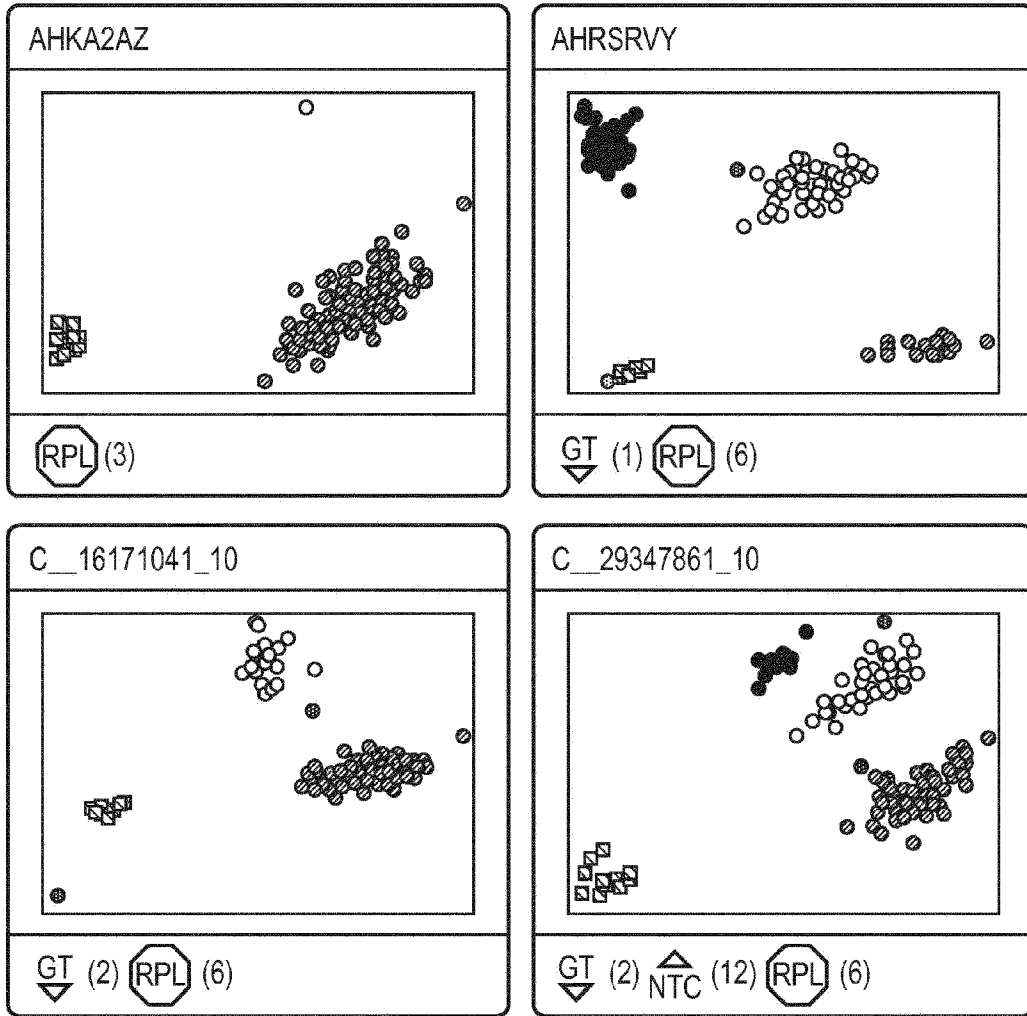 AHKA2AZ
RPL (3)
AHRSRVY
GT (1) RPL (6)
C__16171041_10
GT (2) RPL (6)
C__29347861_10
GT (2) NTC (12) RPL (6)